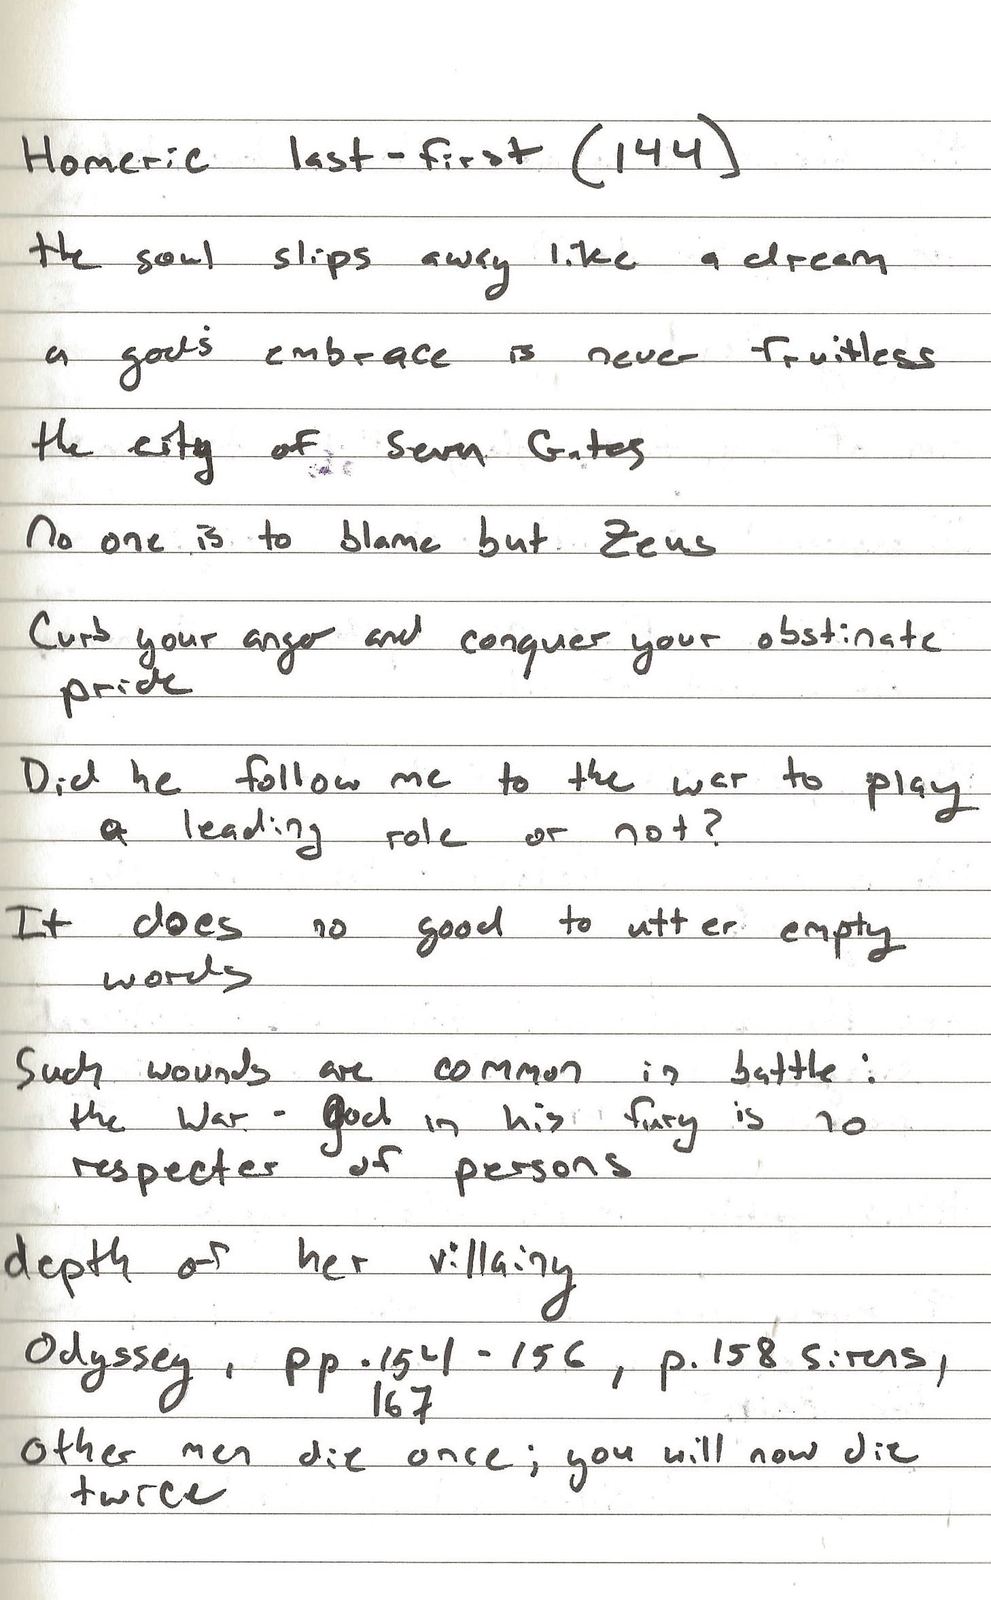 Homeric last-first (144)
the soul slips away like a dream
a god's embrace is never fruitless
the city of Seven Gates
No one is to blame but Zeus
Curb your anger and conquer your obstinate
pride
Did he follow me to the war to play
a leading role or not?
It does no good to utter empty
words
Such wounds are common in battle:
the War-god in his fury is no
respecter of persons
depth of her villainy
Odyssey, pp. 154-156, p. 158 sirens,
167
other men die once; you will now die
twice